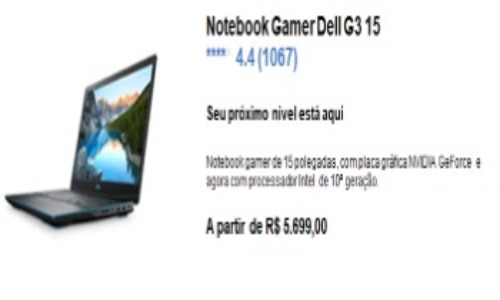 Notebook Gamer Dell G3 15
**** 4.4 (1067)
Seu próximo nível está aqui
Notebook gamer de 15 polegadas, com placa gráfica NVIDIA GeForce e
agora com processador Intel de 10ª geração.
A partir de R$ 5.699,00